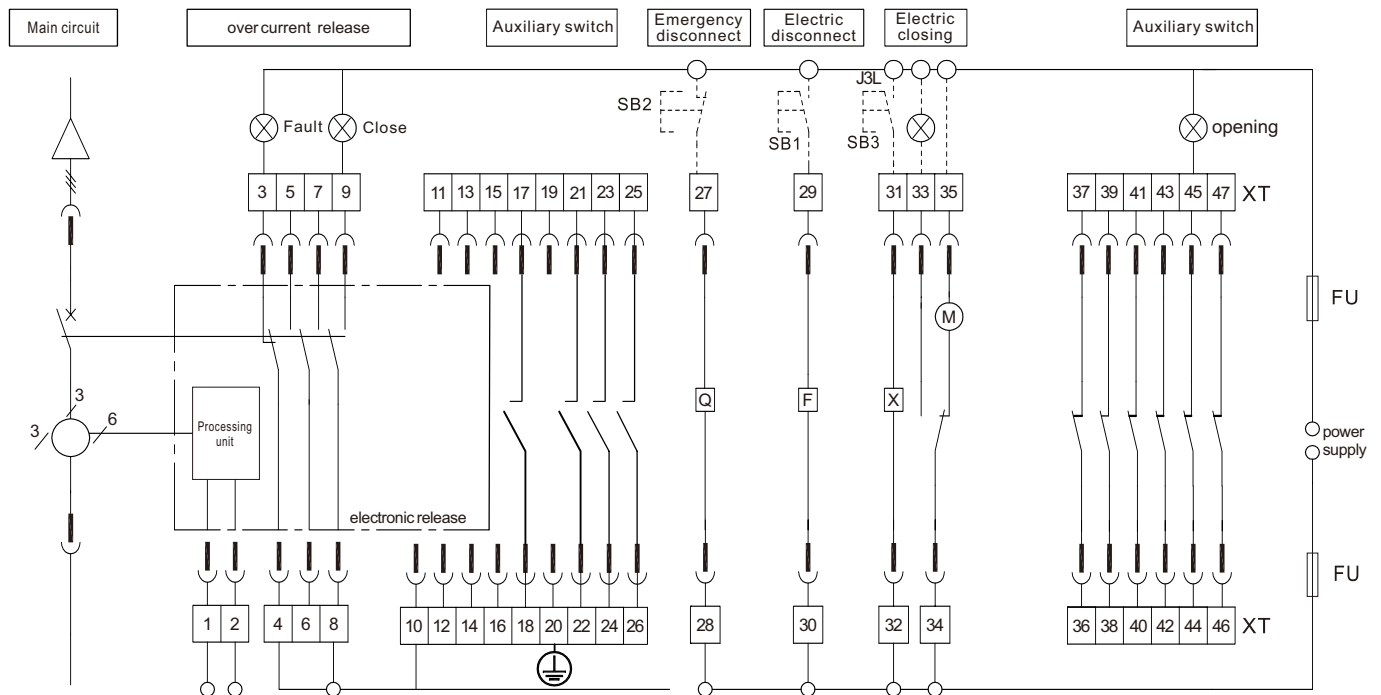 Main circuit
over current release
Auxiliary switch
Emergency disconnect
Electric disconnect
Electric closing
Auxiliary switch
J3L
SB2
SB1
SB3
Fault
Close
opening
3 5 7 9
11 13 15 17 19 21 23 25
27
29
31 33 35
37 39 41 43 45 47
XT
FU
M
3
3
6
Processing unit
Q
F
X
power supply
electronic release
FU
1 2
4 6 8
10 12 14 16 18 20 22 24 26
28
30
32
34
36 38 40 42 44 46
XT